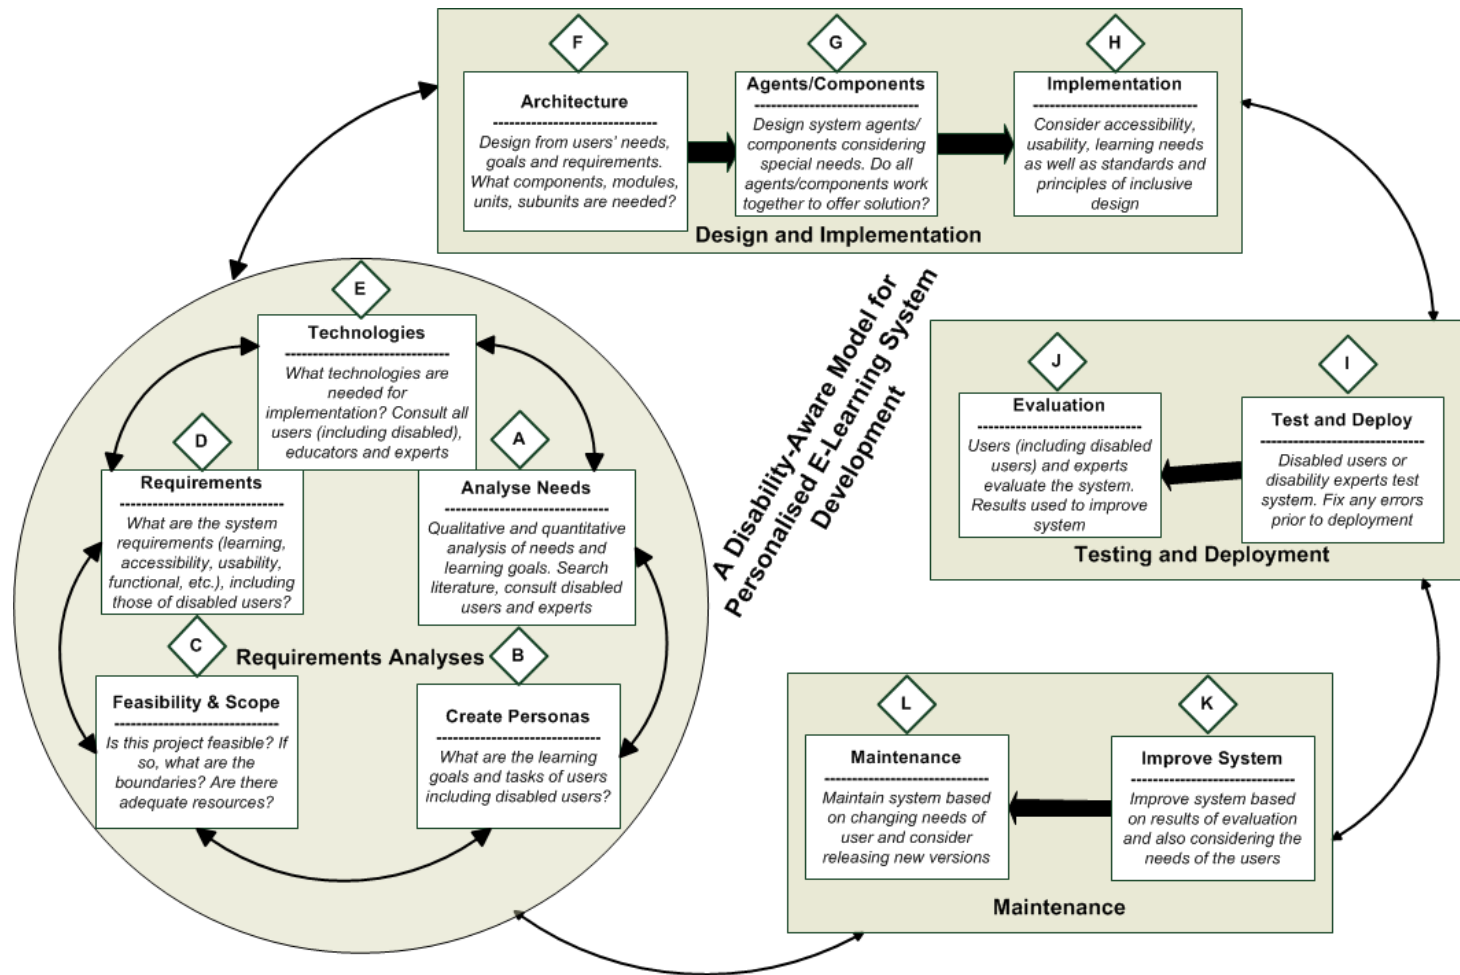 F
Architecture
------------------------------
Design from users' needs,
goals and requirements.
What components, modules,
units, subunits are needed?
G
Agents/Components
------------------------------
Design system agents/
components considering
special needs. Do all
agents/components work
together to offer solution?
H
Implementation
------------------------------
Consider accessibility,
usability, learning needs
as well as standards and
principles of inclusive
design
Design and Implementation
E
Technologies
------------------------------
What technologies are
needed for
implementation? Consult all
users (including disabled),
educators and experts
D
Requirements
------------------------------
What are the system
requirements (learning,
accessibility, usability,
functional, etc.), including
those of disabled users?
A
Analyse Needs
------------------------------
Qualitative and quantitative
analysis of needs and
learning goals. Search
literature, consult disabled
users and experts
Requirements Analyses
C
Feasibility & Scope
------------------------------
Is this project feasible? If
so, what are the
boundaries? Are there
adequate resources?
B
Create Personas
------------------------------
What are the learning
goals and tasks of users
including disabled users?
A Disability-Aware Model for
Personalised E-Learning System
Development
J
Evaluation
------------------------------
Users (including disabled
users) and experts
evaluate the system.
Results used to improve
system
I
Test and Deploy
------------------------------
Disabled users or
disability experts test
system. Fix any errors
prior to deployment
Testing and Deployment
L
Maintenance
------------------------------
Maintain system based
on changing needs of
user and consider
releasing new versions
K
Improve System
------------------------------
Improve system based
on results of evaluation
and also considering the
needs of the users
Maintenance